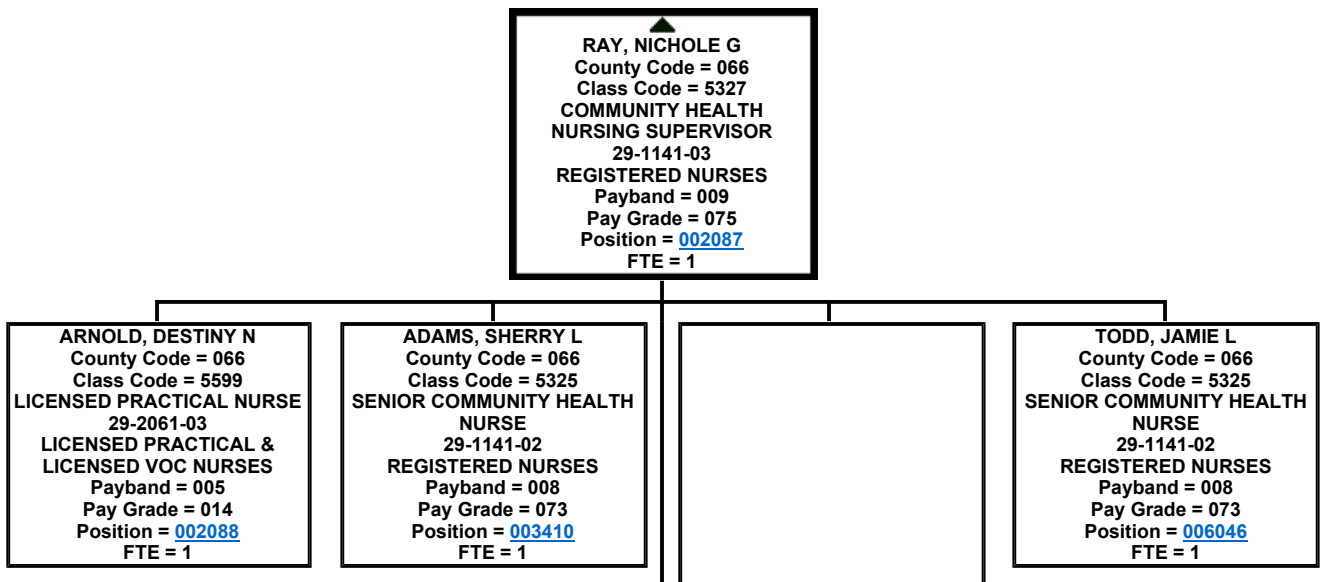 RAY, NICHOLE G
County Code = 066
Class Code = 5327
COMMUNITY HEALTH
NURSING SUPERVISOR
29-1141-03
REGISTERED NURSES
Payband = 009
Pay Grade = 075
Position = 002087
FTE = 1
ARNOLD, DESTINY N
County Code = 066
Class Code = 5599
LICENSED PRACTICAL NURSE
29-2061-03
LICENSED PRACTICAL &
LICENSED VOC NURSES
Payband = 005
Pay Grade = 014
Position = 002088
FTE = 1
ADAMS, SHERRY L
County Code = 066
Class Code = 5325
SENIOR COMMUNITY HEALTH
NURSE
29-1141-02
REGISTERED NURSES
Payband = 008
Pay Grade = 073
Position = 003410
FTE = 1
TODD, JAMIE L
County Code = 066
Class Code = 5325
SENIOR COMMUNITY HEALTH
NURSE
29-1141-02
REGISTERED NURSES
Payband = 008
Pay Grade = 073
Position = 006046
FTE = 1